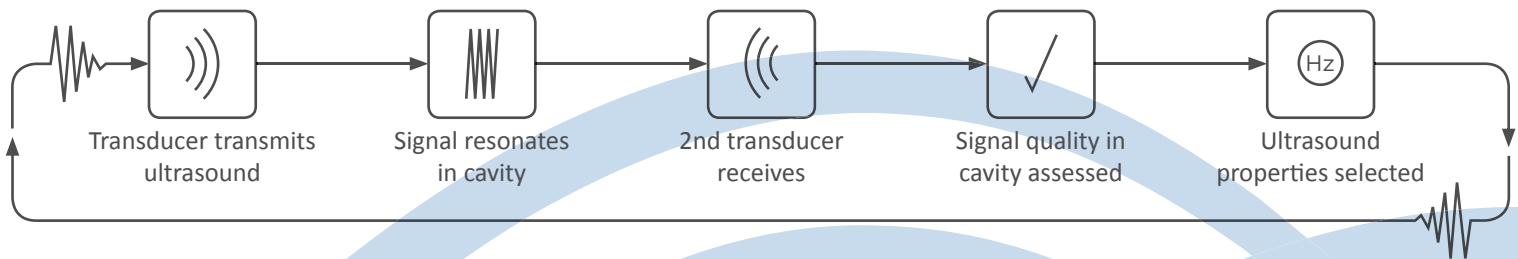 Transducer transmits
ultrasound
Signal resonates
in cavity
2nd transducer
receives
Signal quality in
cavity assessed
Hz
Ultrasound
properties selected